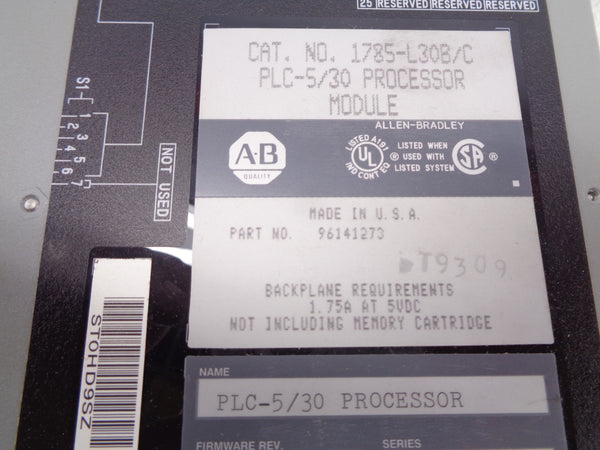 25 RESERVED RESERVED RESERVED
CAT. NO. 1785-L30B/C
PLC-5/30 PROCESSOR
MODULE
ALLEN-BRADLEY
A-B
QUALITY
LISTED A191
UL
IND CONT EQ
®
LISTED WHEN
USED WITH
LISTED SYSTEM
SA
®
S1
1
2
3
4
5
6
7
NOT USED
MADE IN U.S.A.
PART NO. 96141273
T9309
BACKPLANE REQUIREMENTS
1.75A AT 5VDC
NOT INCLUDING MEMORY CARTRIDGE
ST0HD9SZ
NAME
PLC-5/30 PROCESSOR
FIRMWARE REV. SERIES